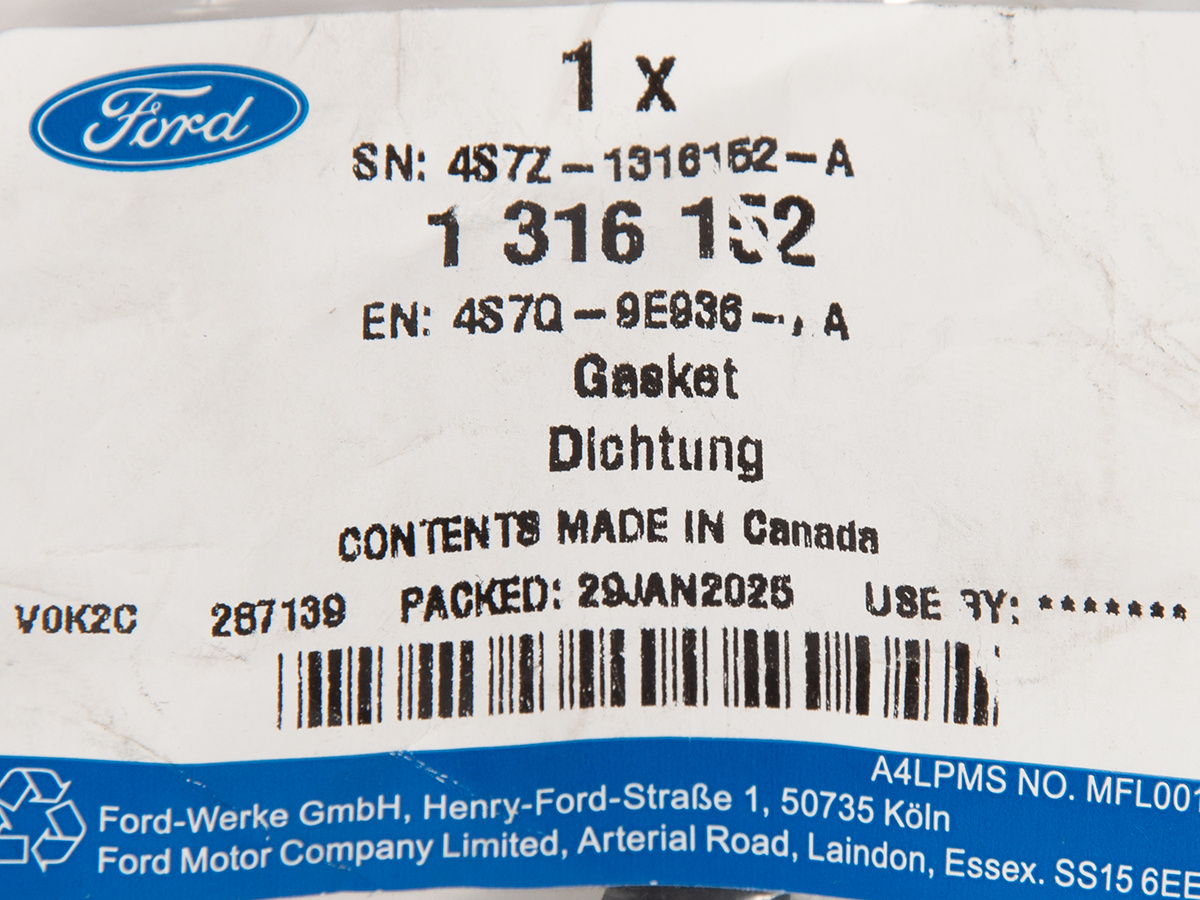 Ford
1 x
SN: 4S7Z-1316152-A
1 316 152
EN: 4S7Q-9E936- A
Gasket
Dichtung
CONTENTS MADE IN Canada
V0K2C 287139 PACKED: 29JAN2025 USE BY: *******
A4LPMS NO. MFL001
Ford-Werke GmbH, Henry-Ford-Straße 1, 50735 Köln
Ford Motor Company Limited, Arterial Road, Laindon, Essex. SS15 6EE